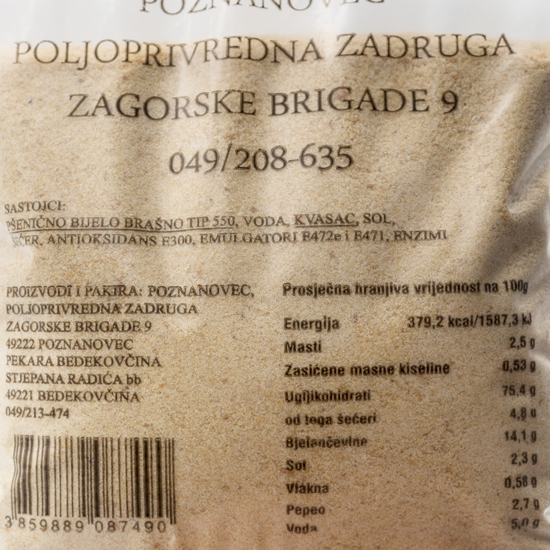 POZNANOVEC
POLJOPRIVREDNA ZADRUGA
ZAGORSKE BRIGADE 9
049/208-635
SASTOJCI:
PŠENIČNO BIJELO BRAŠNO TIP 550, VODA, KVASAC, SOL,
ŠEĆER, ANTIOKSIDANS E300, EMULGATORI E472e i E471, ENZIMI
PROIZVODI I PAKIRA: POZNANOVEC,
POLJOPRIVREDNA ZADRUGA
ZAGORSKE BRIGADE 9
49222 POZNANOVEC
PEKARA BEDEKOVČINA
STJEPANA RADIĆA bb
49221 BEDEKOVČINA
049/213-474
3 859889 087490
Prosječna hranjiva vrijednost na 100g
Energija 379,2 kcal/1587,3 kJ
Masti 2,5 g
Zasićene masne kiseline 0,53 g
Ugljikohidrati 75,4 g
od toga šećeri 4,8 g
Bjelančevine 14,1 g
Sol 2,3 g
Vlakna 0,58 g
Pepeo 2,7 g
Voda 5,0 g